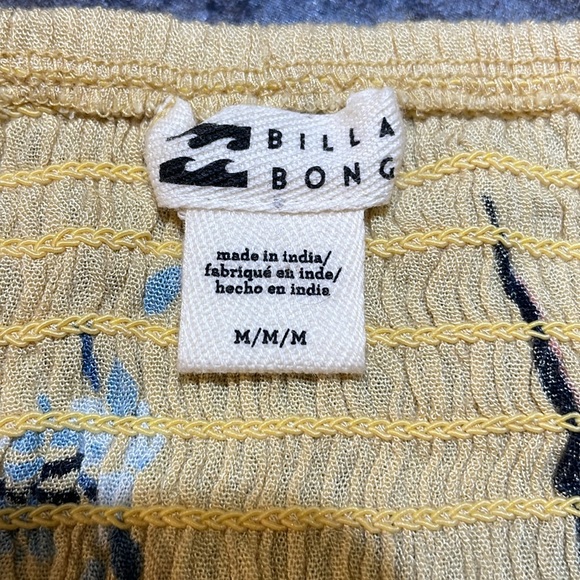 BILLA
BONG
made in india/
fabriqué en inde/
hecho en india
M/M/M